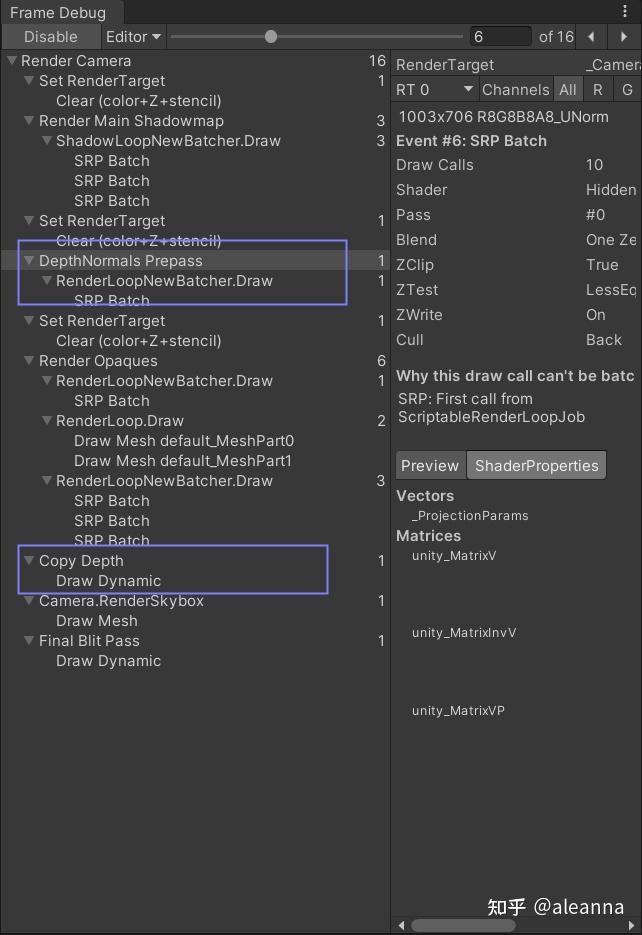 Frame Debug
Disable Editor 6 of 16
Render Camera 16
Set RenderTarget 1
Clear (color+Z+stencil)
Render Main Shadowmap 3
ShadowLoopNewBatcher.Draw 3
SRP Batch
SRP Batch
SRP Batch
Set RenderTarget 1
Clear (color+Z+stencil)
DepthNormals Prepass 1
RenderLoopNewBatcher.Draw 1
SRP Batch
Set RenderTarget 1
Clear (color+Z+stencil)
Render Opaques 6
RenderLoopNewBatcher.Draw 1
SRP Batch
RenderLoop.Draw 2
Draw Mesh default_MeshPart0
Draw Mesh default_MeshPart1
RenderLoopNewBatcher.Draw 3
SRP Batch
SRP Batch
SRP Batch
Copy Depth 1
Draw Dynamic
Camera.RenderSkybox 1
Draw Mesh
Final Blit Pass 1
Draw Dynamic
RenderTarget _Camera
RT 0 Channels All R G
1003x706 R8G8B8A8_UNorm
Event #6: SRP Batch
Draw Calls 10
Shader Hidden
Pass #0
Blend One Ze
ZClip True
ZTest LessEq
ZWrite On
Cull Back
Why this draw call can't be batc
SRP: First call from
ScriptableRenderLoopJob
Preview ShaderProperties
Vectors
_ProjectionParams
Matrices
unity_MatrixV
unity_MatrixInvV
unity_MatrixVP
知乎 @aleanna